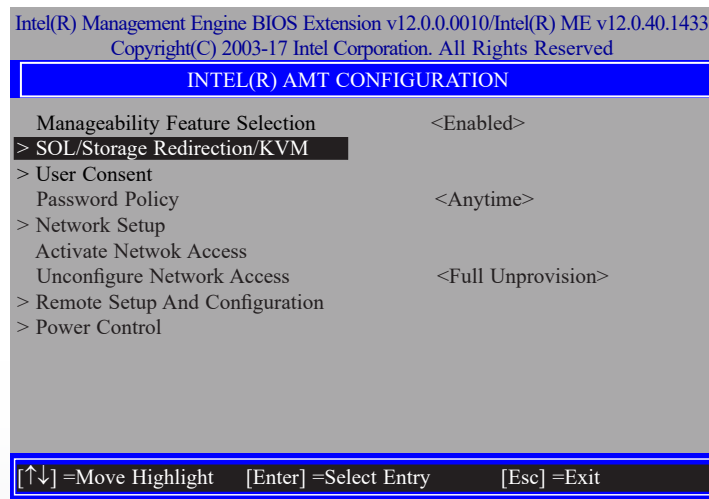 Intel(R) Management Engine BIOS Extension v12.0.0.0010/Intel(R) ME v12.0.40.1433
Copyright(C) 2003-17 Intel Corporation. All Rights Reserved
INTEL(R) AMT CONFIGURATION
Manageability Feature Selection <Enabled>
> SOL/Storage Redirection/KVM
> User Consent
Password Policy <Anytime>
> Network Setup
Activate Netwok Access
Unconfigure Network Access <Full Unprovision>
> Remote Setup And Configuration
> Power Control
[↑↓] =Move Highlight [Enter] =Select Entry [Esc] =Exit